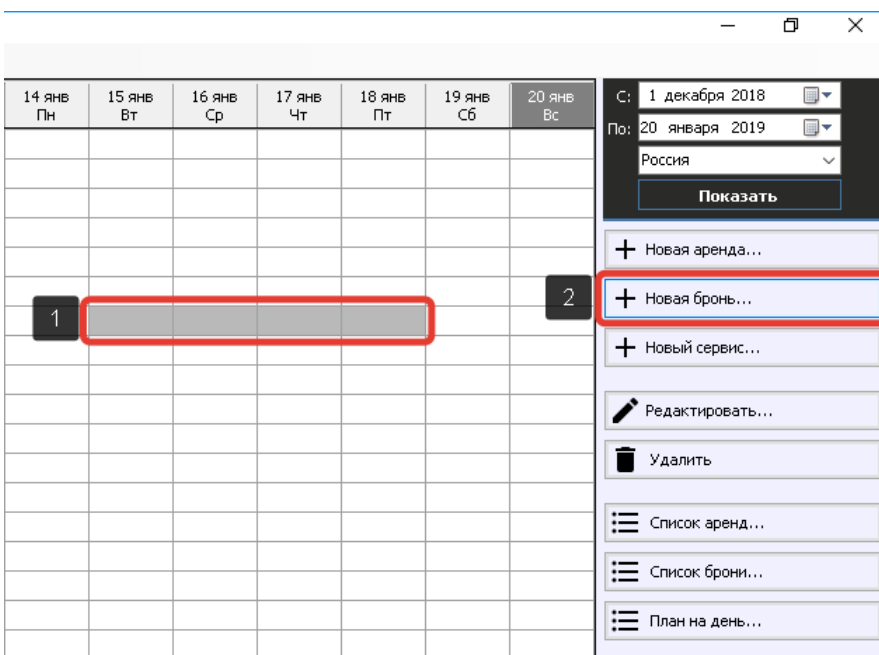 14 янв 15 янв 16 янв 17 янв 18 янв 19 янв 20 янв
Пн Вт Ср Чт Пт Сб Вс
С: 1 декабря 2018
По: 20 января 2019
Россия
Показать
Новая аренда...
2 Новая бронь...
1
Новый сервис...
Редактировать...
Удалить
Список аренд...
Список брони...
План на день...